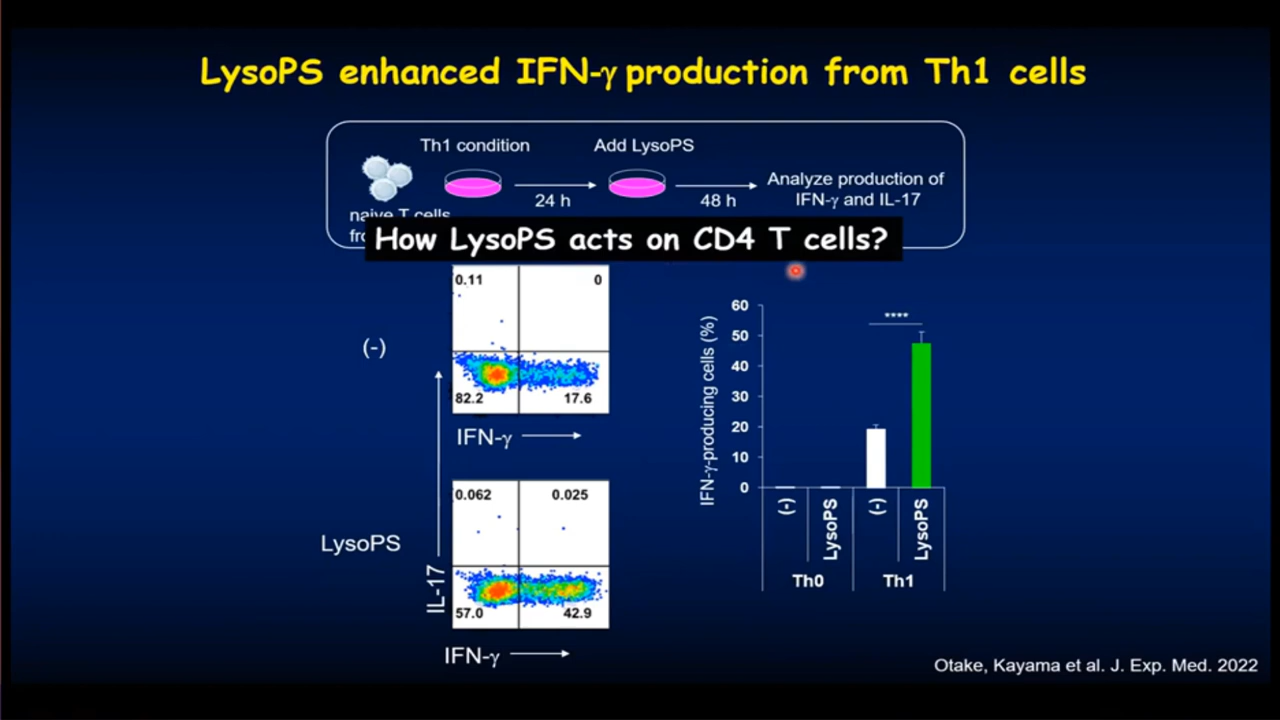 LysoPS enhanced IFN-γ production from Th1 cells
Th1 condition
Add LysoPS
24 h
48 h
Analyze production of
IFN-γ and IL-17
naive T cells
How LysoPS acts on CD4 T cells?
(-)
0.11
0
82.2
17.6
IFN-γ
LysoPS
IL-17
0.062
0.025
57.0
42.9
IFN-γ
IFN-γ-producing cells (%)
60
50
40
30
20
10
0
****
(-)
LysoPS
(-)
LysoPS
Th0
Th1
Otake, Kayama et al. J. Exp. Med. 2022